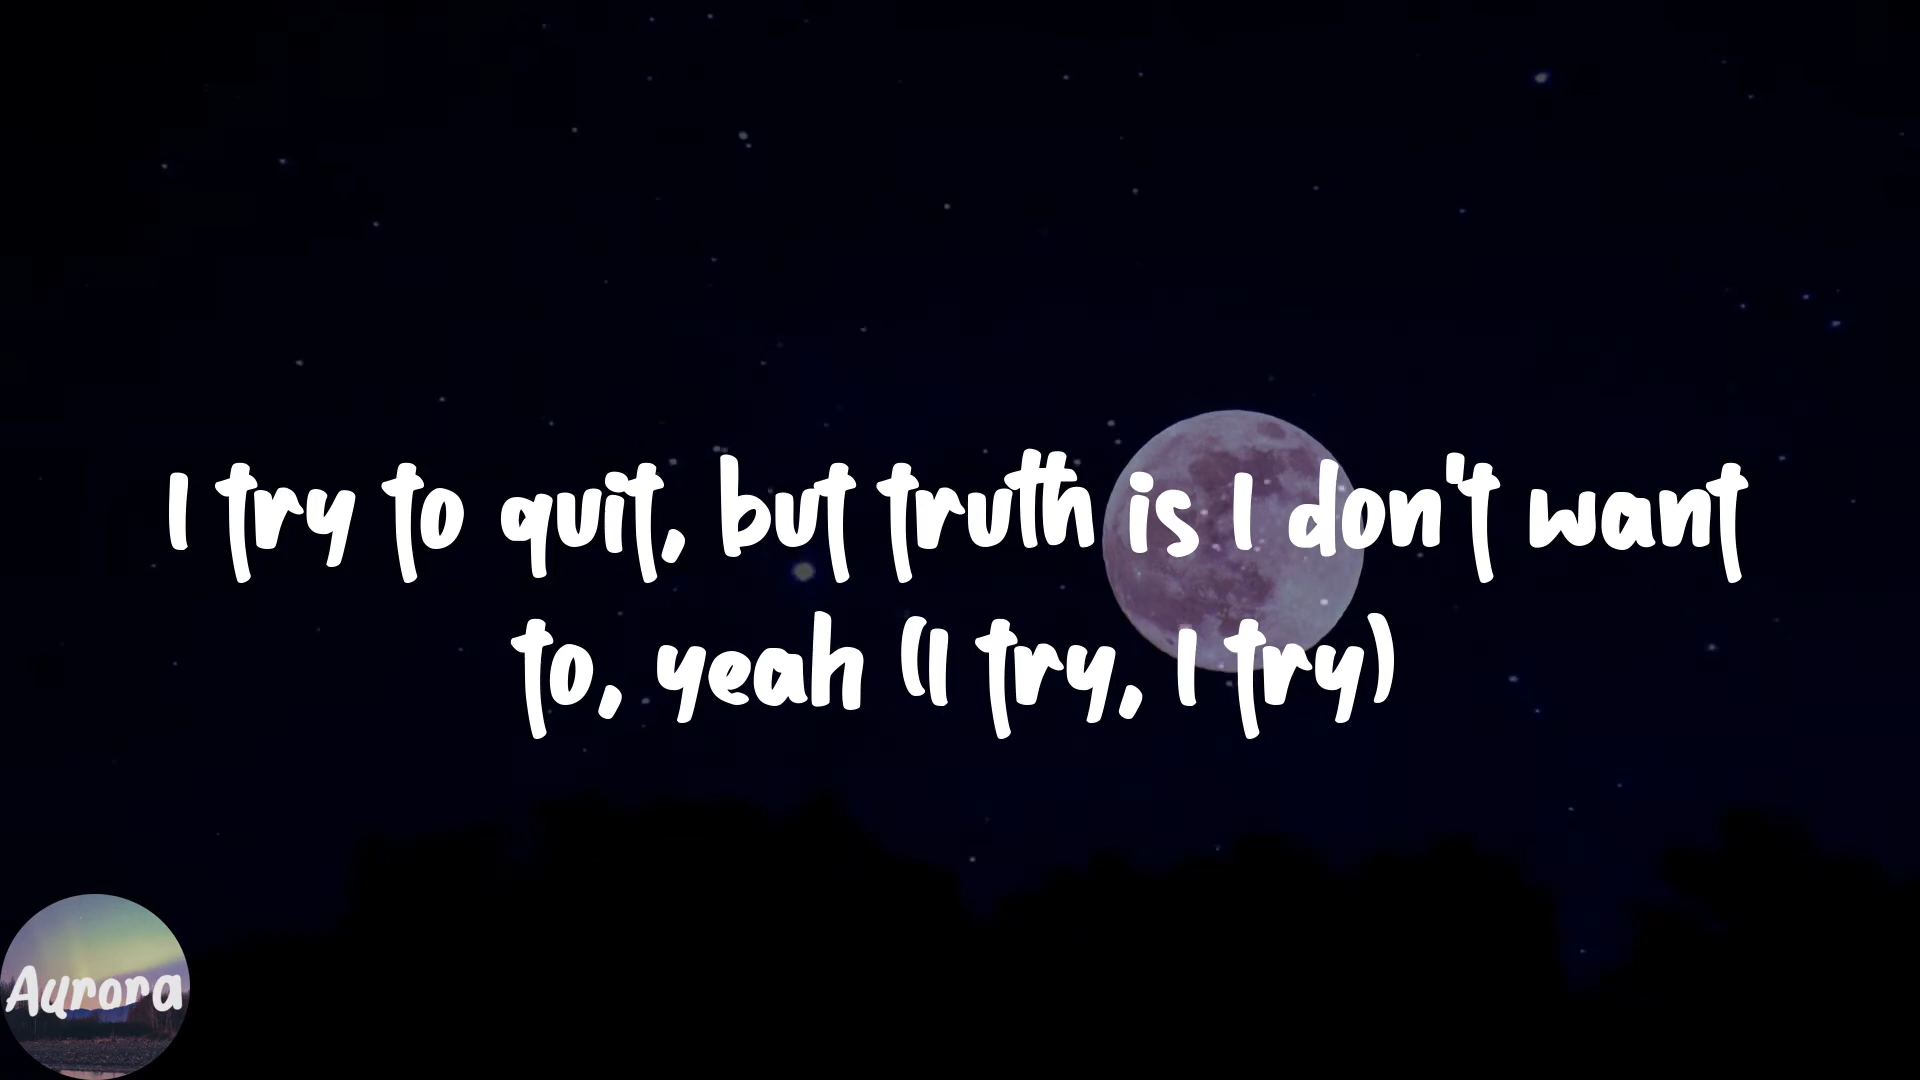 I try to quit, but truth is I don't want
to, yeah (I try, I try)
Aurora